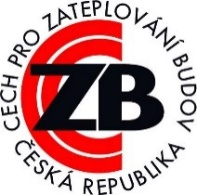 CECH PRO ZATEPLOVÁNÍ BUDOV
ZB
ČESKÁ REPUBLIKA